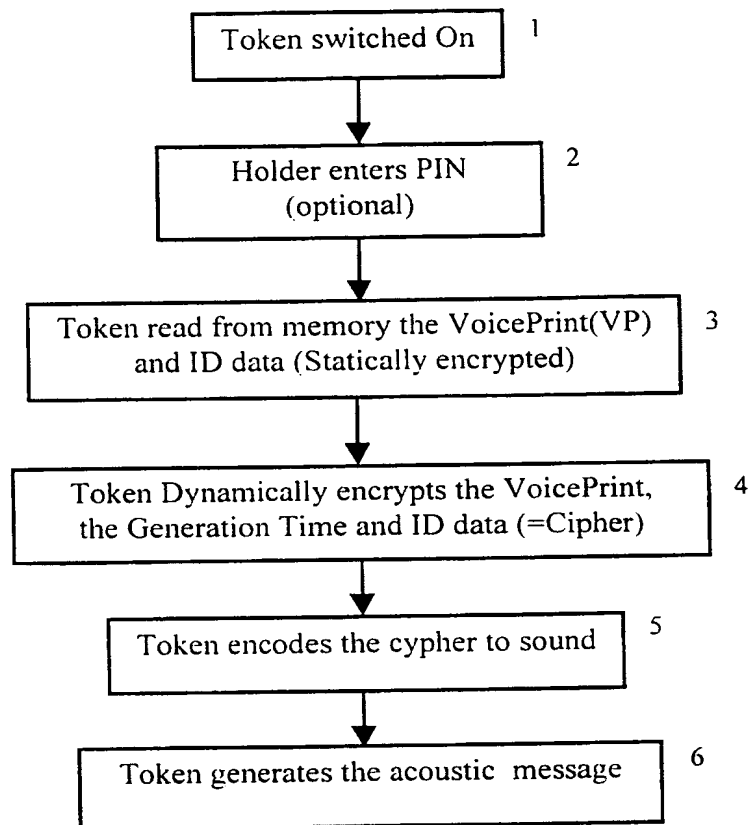 Token switched On
1
Holder enters PIN
(optional)
2
Token read from memory the VoicePrint(VP)
and ID data (Statically encrypted)
3
Token Dynamically encrypts the VoicePrint,
the Generation Time and ID data (=Cipher)
4
Token encodes the cypher to sound
5
Token generates the acoustic message
6